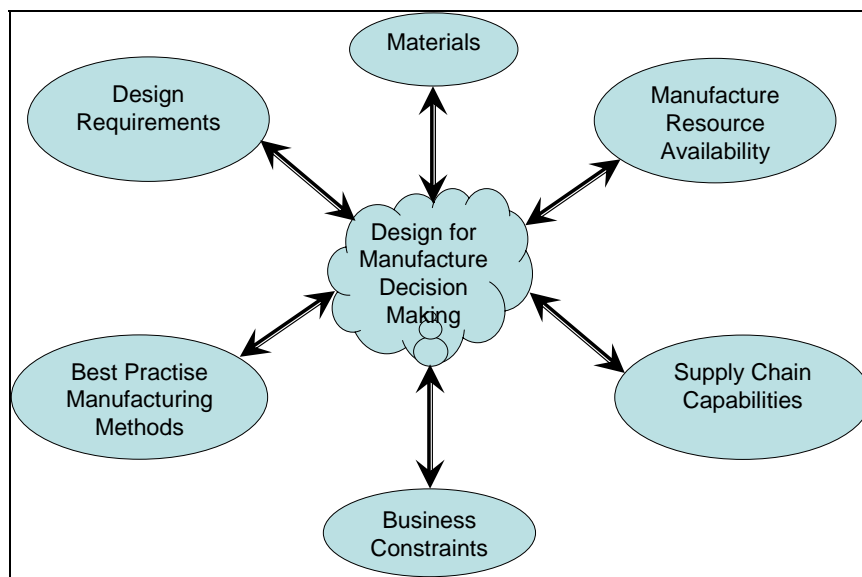 Materials
Design
Requirements
Manufacture
Resource
Availability
Design for
Manufacture
Decision
Making
Best Practise
Manufacturing
Methods
Supply Chain
Capabilities
Business
Constraints